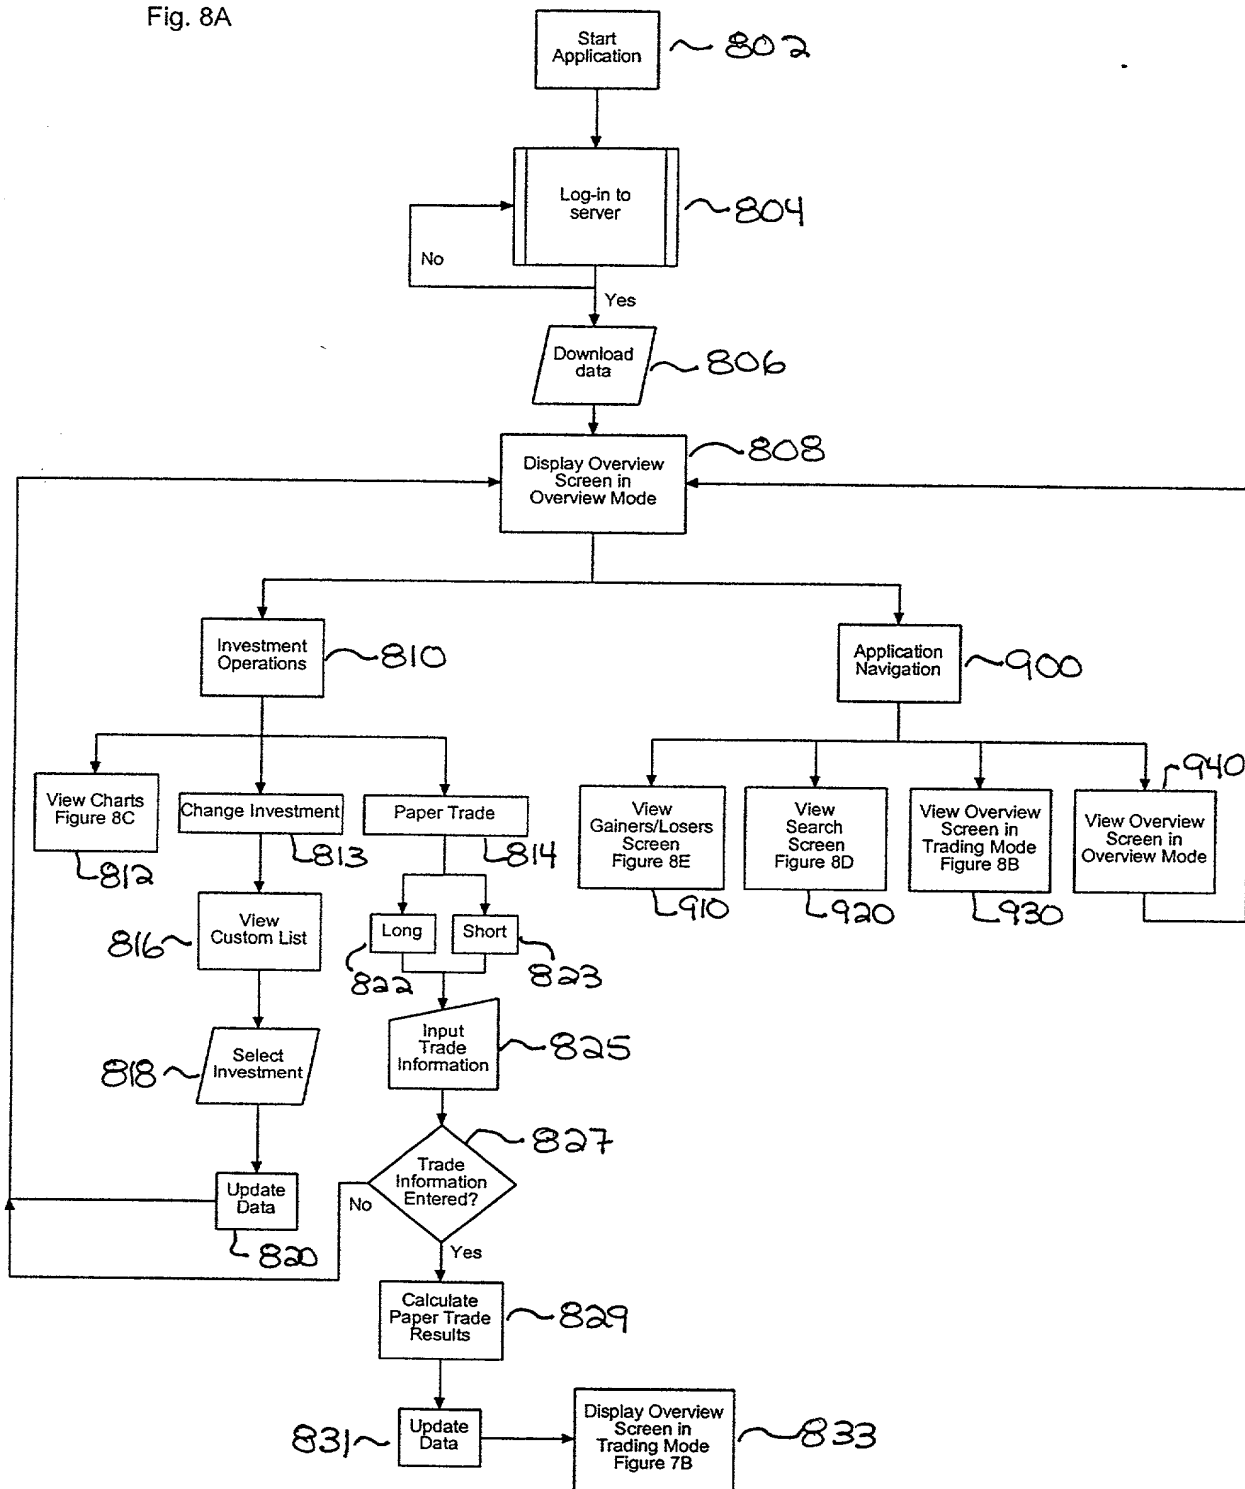 Fig. 8A
Start
Application
802
Log-in to
server
804
No
Yes
Download
data
806
Display Overview
Screen in
Overview Mode
808
Investment
Operations
810
Application
Navigation
900
View Charts
Figure 8C
812
Change Investment
813
Paper Trade
814
View
Gainers/Losers
Screen
Figure 8E
910
View
Search
Screen
Figure 8D
920
View Overview
Screen in
Trading Mode
Figure 8B
930
940
View Overview
Screen in
Overview Mode
View
Custom List
816
Long
822
Short
823
Select
Investment
818
Input
Trade
Information
825
Update
Data
820
Trade
Information
Entered?
827
No
Yes
Calculate
Paper Trade
Results
829
Update
Data
831
Display Overview
Screen in
Trading Mode
Figure 7B
833